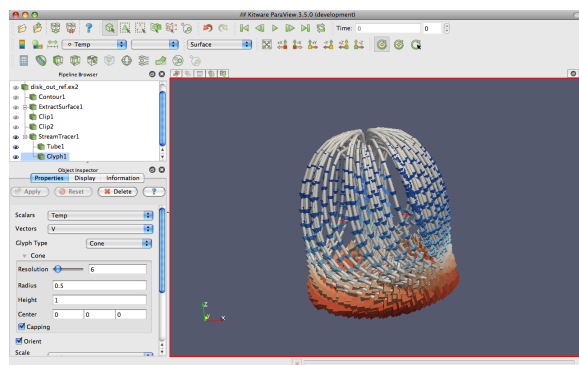 Kitware ParaView 3.5.0 (development)
Time: 0 0
Temp Surface
Pipeline Browser
disk_out_ref.ex2
Contour1
ExtractSurface1
Clip1
Clip2
StreamTracer1
Tube1
Glyph1
Object Inspector
Properties Display Information
Apply Reset Delete ?
Scalars Temp
Vectors V
Glyph Type Cone
Cone
Resolution 6
Radius 0.5
Height 1
Center 0 0 0
Capping
Orient
Scale
Z
Y X